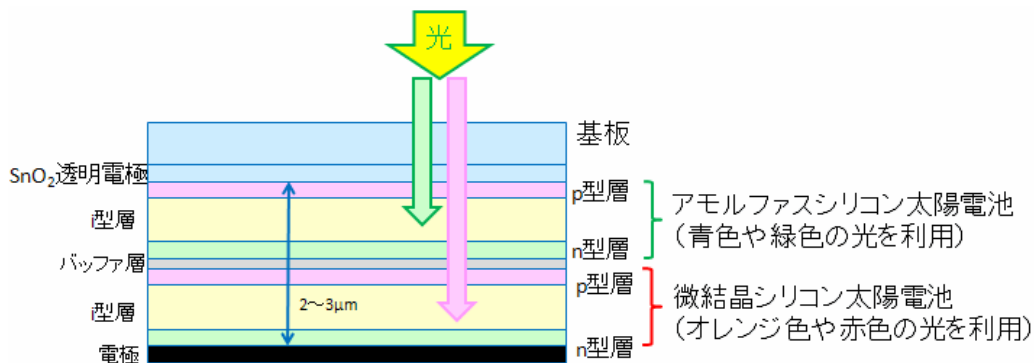 光
基板
SnO2透明電極
p型層
i型層
アモルファスシリコン太陽電池
(青色や緑色の光を利用)
n型層
バッファ層
p型層
i型層
2～3μm
微結晶シリコン太陽電池
(オレンジ色や赤色の光を利用)
n型層
電極